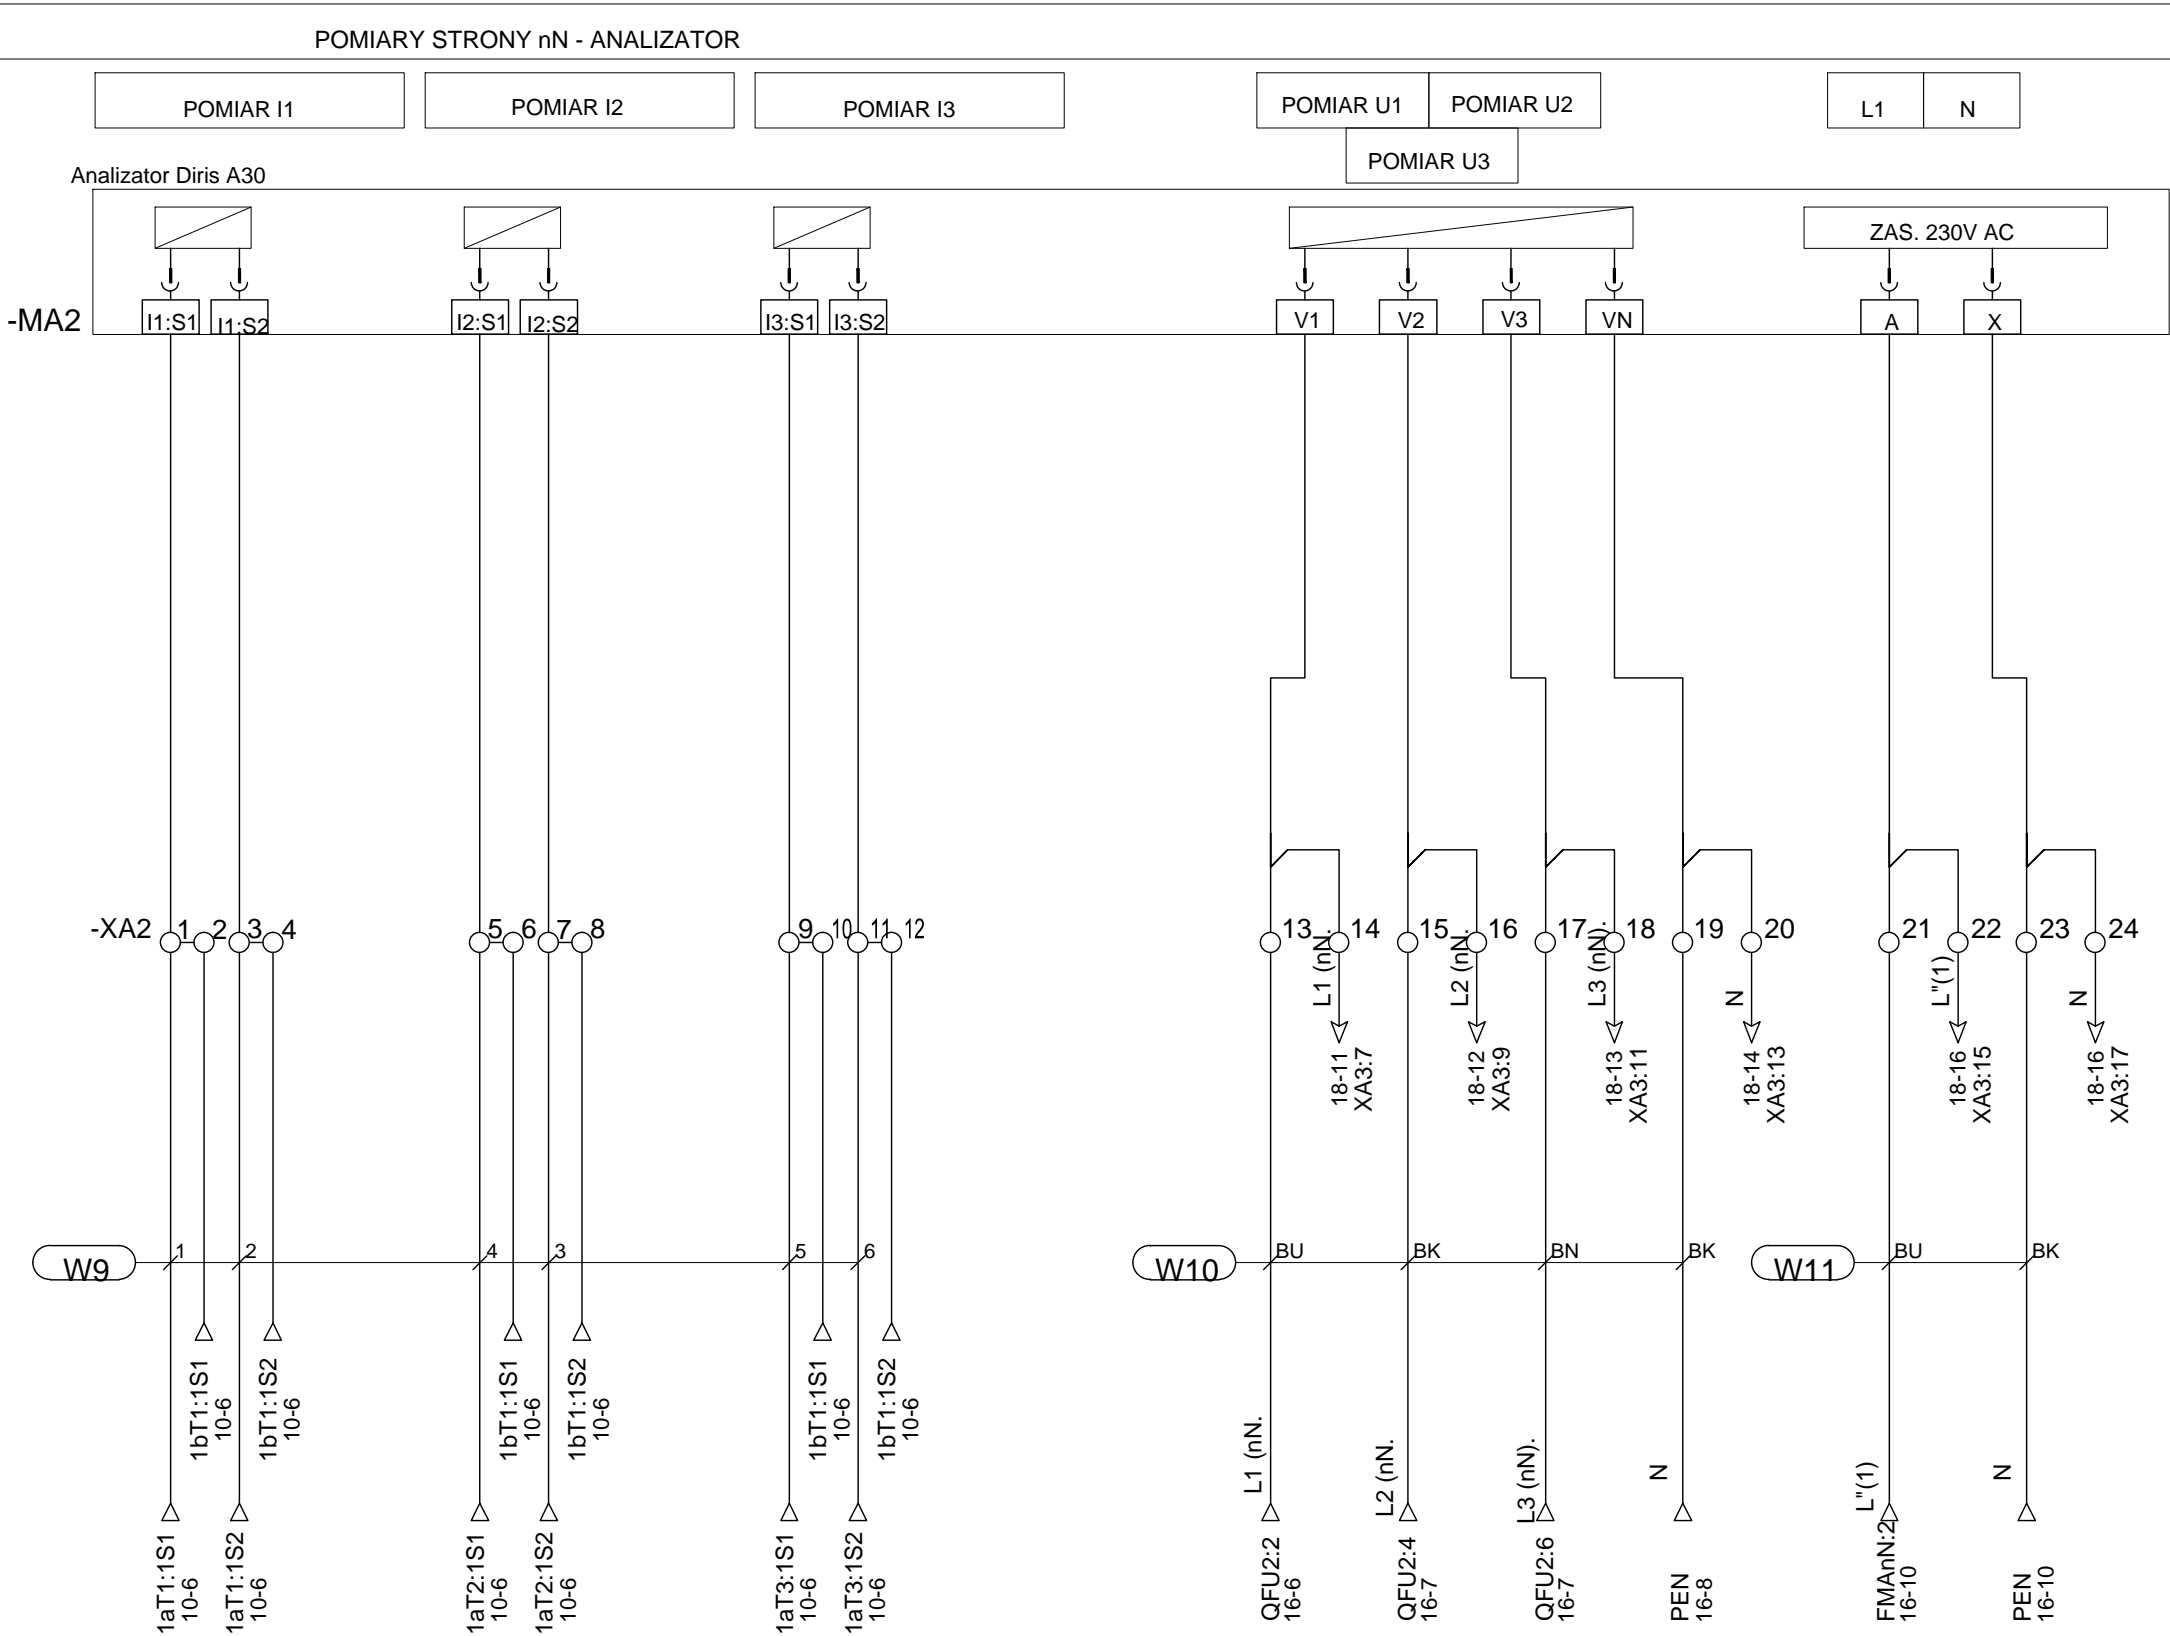 POMIARY STRONY nN - ANALIZATOR
POMIAR I1
POMIAR I2
POMIAR I3
POMIAR U1
POMIAR U2
L1
N
POMIAR U3
Analizator Diris A30
ZAS. 230V AC
-MA2
I1:S1
I1:S2
I2:S1
I2:S2
I3:S1
I3:S2
V1
V2
V3
VN
A
X
-XA2
1
2
3
4
5
6
7
8
9
10
11
12
13
14
15
16
17
18
19
20
21
22
23
24
L1 (nN.
L2 (nN.
L3 (nN).
N
L"(1)
N
18-11
XA3:7
18-12
XA3:9
18-13
XA3:11
18-14
XA3:13
18-16
XA3:15
18-16
XA3:17
W9
1
2
4
3
5
6
W10
BU
BK
BN
BK
W11
BU
BK
1bT1:1S1
10-6
1bT1:1S2
10-6
1bT1:1S1
10-6
1bT1:1S2
10-6
1bT1:1S1
10-6
1bT1:1S2
10-6
L1 (nN.
L2 (nN.
L3 (nN).
N
L"(1)
N
1aT1:1S1
10-6
1aT1:1S2
10-6
1aT2:1S1
10-6
1aT2:1S2
10-6
1aT3:1S1
10-6
1aT3:1S2
10-6
QFU2:2
16-6
QFU2:4
16-7
QFU2:6
16-7
PEN
16-8
FMAnN:2
16-10
PEN
16-10